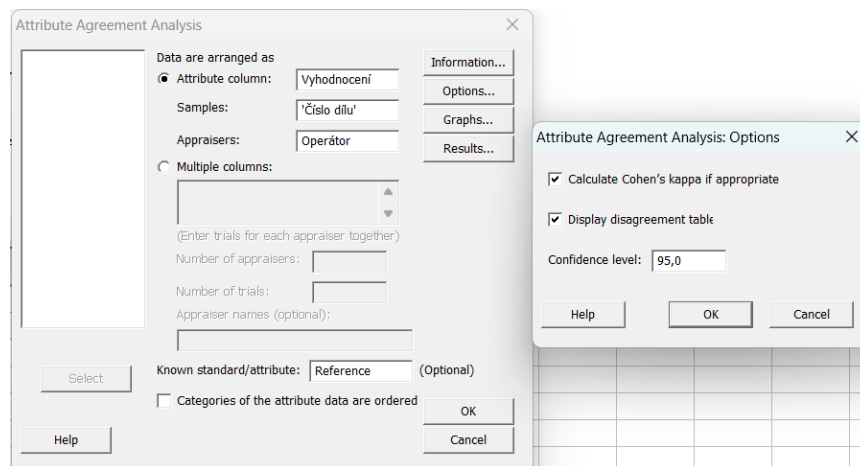 Attribute Agreement Analysis
Data are arranged as
Attribute column: Vyhodnocení
Samples: 'Číslo dílu'
Appraisers: Operátor
Multiple columns:
(Enter trials for each appraiser together)
Number of appraisers:
Number of trials:
Appraiser names (optional):
Known standard/attribute: Reference (Optional)
Categories of the attribute data are ordered
Select
Help
Information...
Options...
Graphs...
Results...
OK
Cancel
Attribute Agreement Analysis: Options
Calculate Cohen's kappa if appropriate
Display disagreement table
Confidence level: 95,0
Help OK Cancel